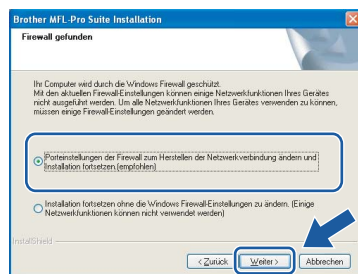 Brother MFL-Pro Suite Installation
Firewall gefunden
Ihr Computer wird durch die Windows Firewall geschützt.
Mit den aktuellen Firewall-Einstellungen können einige Netzwerkfunktionen Ihres Gerätes
nicht ausgeführt werden. Um alle Netzwerkfunktionen Ihres Gerätes verwenden zu können,
müssen einige Firewall-Einstellungen geändert werden.
Porteinstellungen der Firewall zum Herstellen der Netzwerkverbindung ändern und
Installation fortsetzen.(empfohlen)
Installation fortsetzen ohne die Windows Firewall-Einstellungen zu ändern. (Einige
Netzwerkfunktionen können nicht verwendet werden)
InstallShield
< Zurück
Weiter >
Abbrechen